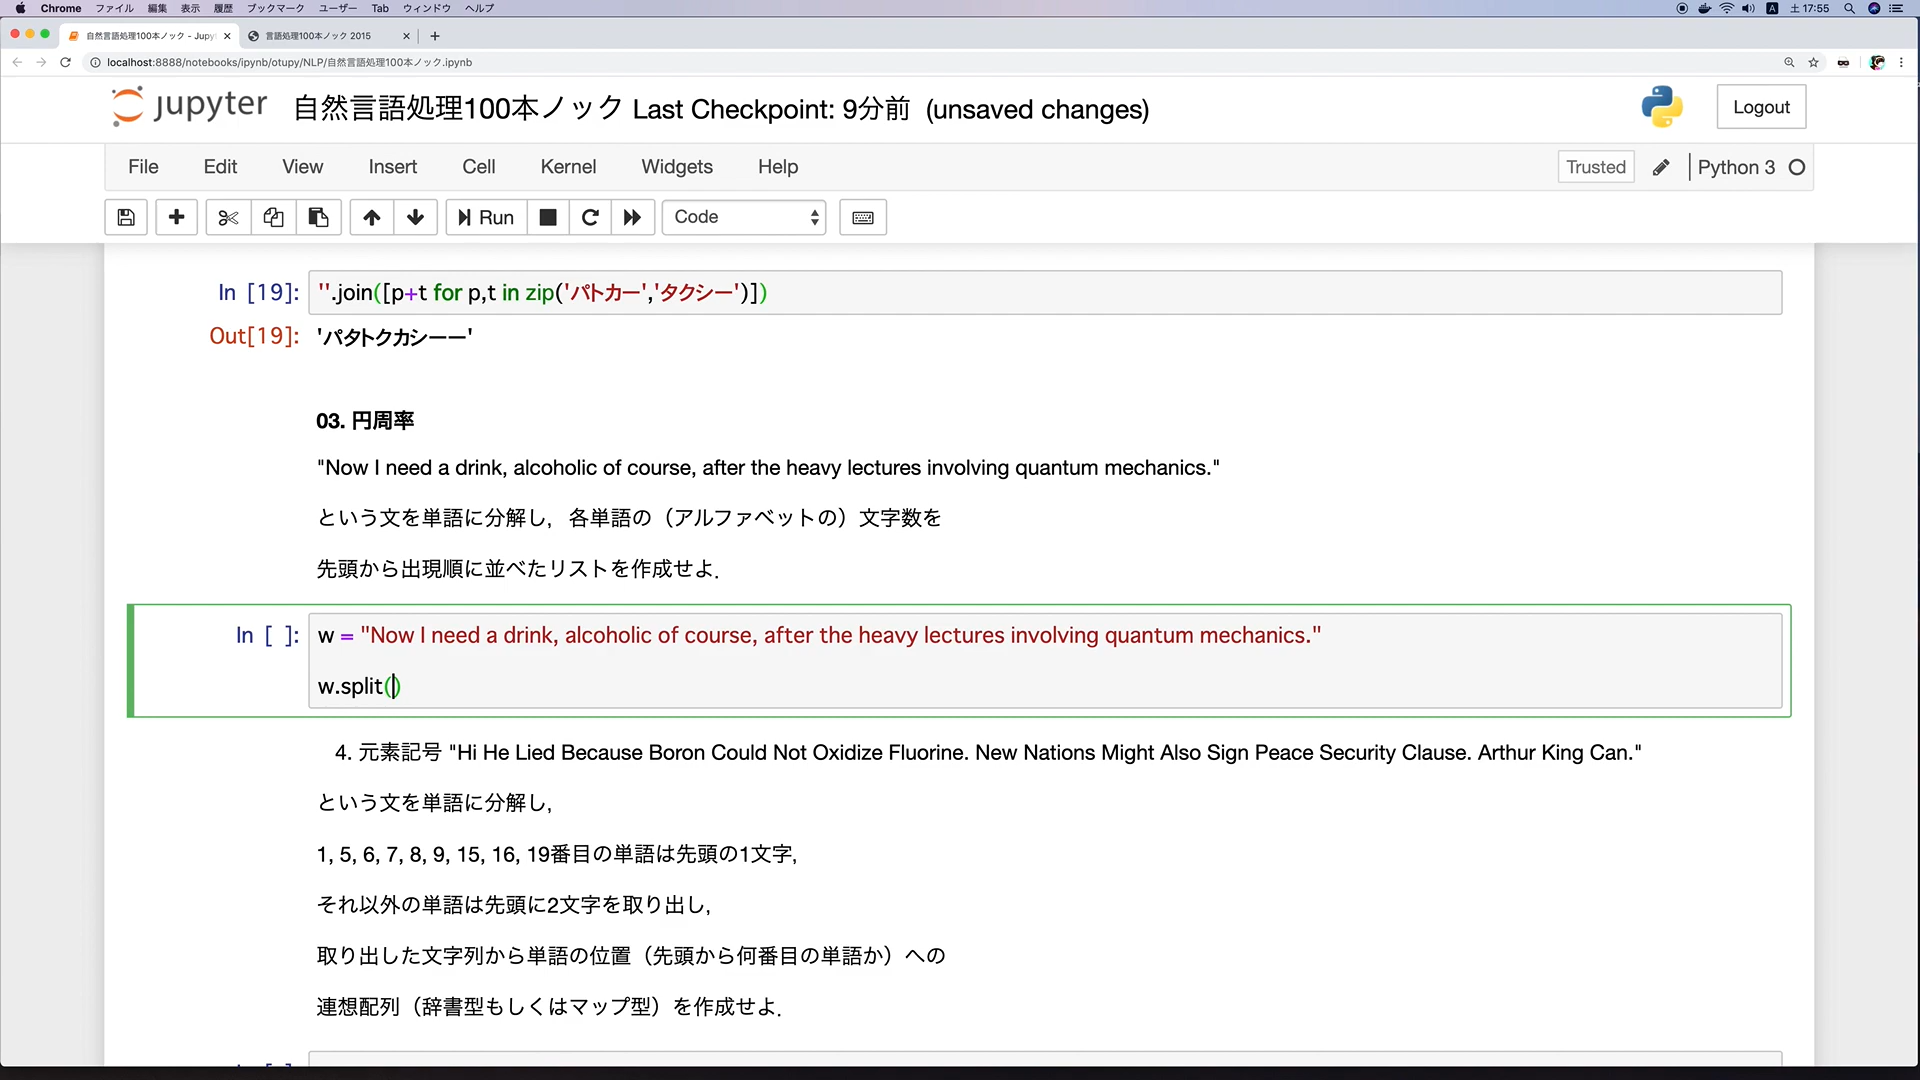 Chrome ファイル 編集 表示 履歴 ブックマーク ユーザー Tab ウィンドウ ヘルプ A 土17:55
自然言語処理100本ノック - Jupyt 言語処理100本ノック 2015
localhost:8888/notebooks/ipynb/otupy/NLP/自然言語処理100本ノック.ipynb
jupyter 自然言語処理100本ノック Last Checkpoint: 9分前 (unsaved changes) Logout
File Edit View Insert Cell Kernel Widgets Help Trusted Python 3
Run Code
In [19]: ''.join([p+t for p,t in zip('パトカー','タクシー')])
Out[19]: 'パタトクカシーー'
03. 円周率
"Now I need a drink, alcoholic of course, after the heavy lectures involving quantum mechanics."
という文を単語に分解し，各単語の（アルファベットの）文字数を
先頭から出現順に並べたリストを作成せよ．
In [ ]: w = "Now I need a drink, alcoholic of course, after the heavy lectures involving quantum mechanics."
w.split()
4. 元素記号 "Hi He Lied Because Boron Could Not Oxidize Fluorine. New Nations Might Also Sign Peace Security Clause. Arthur King Can."
という文を単語に分解し，
1, 5, 6, 7, 8, 9, 15, 16, 19番目の単語は先頭の1文字，
それ以外の単語は先頭に2文字を取り出し，
取り出した文字列から単語の位置（先頭から何番目の単語か）への
連想配列（辞書型もしくはマップ型）を作成せよ．